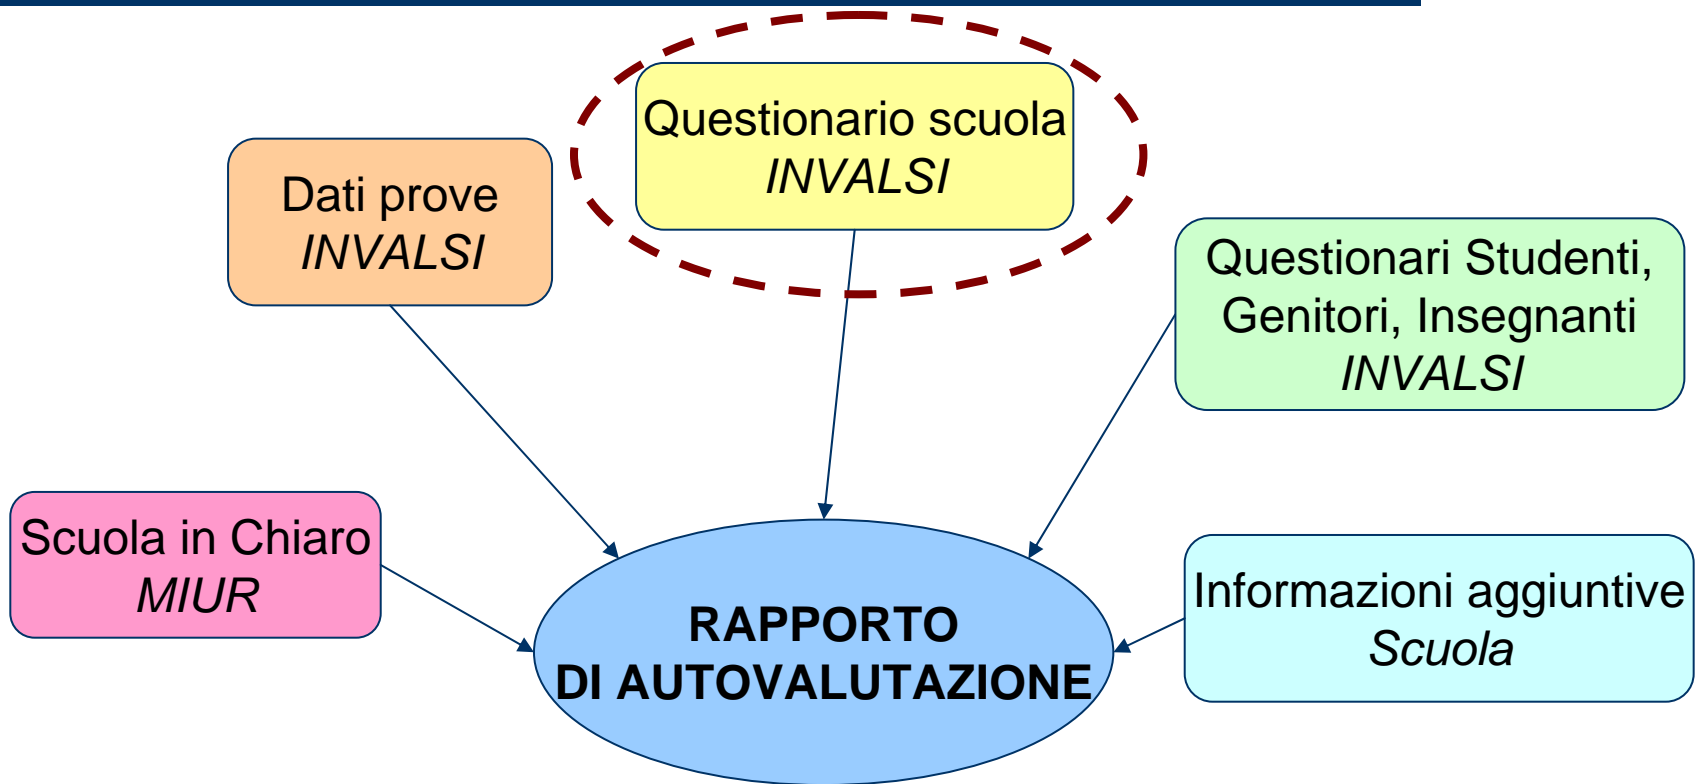 Questionario scuola
INVALSI
Dati prove
INVALSI
Questionari Studenti,
Genitori, Insegnanti
INVALSI
Scuola in Chiaro
MIUR
Informazioni aggiuntive
Scuola
RAPPORTO
DI AUTOVALUTAZIONE